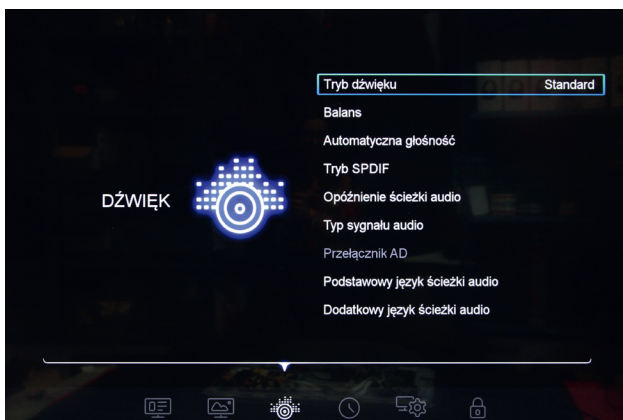 Tryb dźwięku Standard
Balans
Automatyczna głośność
Tryb SPDIF
Opóźnienie ścieżki audio
DŹWIĘK
Typ sygnału audio
Przełącznik AD
Podstawowy język ścieżki audio
Dodatkowy język ścieżki audio